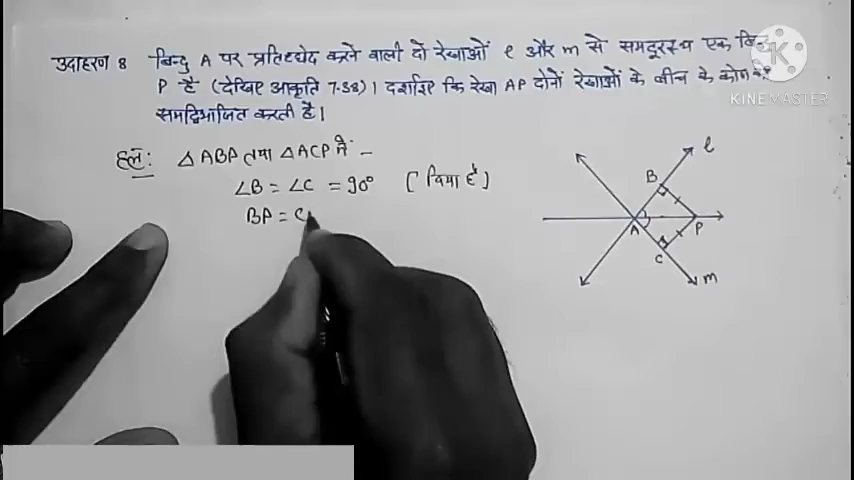 उदाहरण 8 बिन्दु A पर प्रतिच्छेद करने वाली दो रेखाओं l और m से समदूरस्थ एक बिन्दु
P है (देखिए आकृति 7.38)। दर्शाइए कि रेखा AP दोनों रेखाओं के बीच के कोण को
समद्विभाजित करती है।
हल: △ABP तथा △ACP में –
∠B = ∠C = 90° [दिया है]
BP = C
l
B
A
P
C
m
K
KINEMASTER